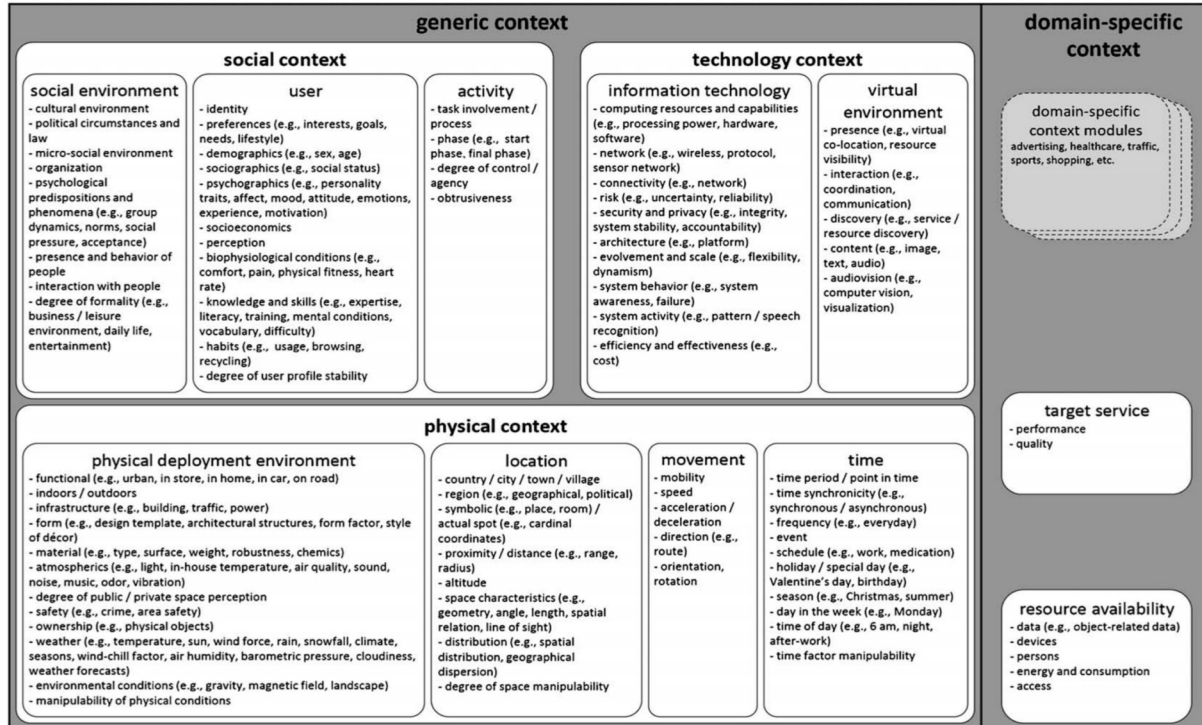 generic context
social context
social environment
- cultural environment
- political circumstances and
law
- micro-social environment
- organization
- psychological
predispositions and
phenomena (e.g., group
dynamics, norms, social
pressure, acceptance)
- presence and behavior of
people
- interaction with people
- degree of formality (e.g.,
business / leisure
environment, daily life,
entertainment)
user
- identity
- preferences (e.g., interests, goals,
needs, lifestyle)
- demographics (e.g., sex, age)
- sociographics (e.g., social status)
- psychographics (e.g., personality
traits, affect, mood, attitude, emotions,
experience, motivation)
- socioeconomics
- perception
- biophysiological conditions (e.g.,
comfort, pain, physical fitness, heart
rate)
- knowledge and skills (e.g., expertise,
literacy, training, mental conditions,
vocabulary, difficulty)
- habits (e.g., usage, browsing,
recycling)
- degree of user profile stability
activity
- task involvement /
process
- phase (e.g., start
phase, final phase)
- degree of control /
agency
- obtrusiveness
technology context
information technology
- computing resources and capabilities
(e.g., processing power, hardware,
software)
- network (e.g., wireless, protocol,
sensor network)
- connectivity (e.g., network)
- risk (e.g., uncertainty, reliability)
- security and privacy (e.g., integrity,
system stability, accountability)
- architecture (e.g., platform)
- evolvement and scale (e.g., flexibility,
dynamism)
- system behavior (e.g., system
awareness, failure)
- system activity (e.g., pattern / speech
recognition)
- efficiency and effectiveness (e.g.,
cost)
virtual
environment
- presence (e.g., virtual
co-location, resource
visibility)
- interaction (e.g.,
coordination,
communication)
- discovery (e.g., service /
resource discovery)
- content (e.g., image,
text, audio)
- audiovision (e.g.,
computer vision,
visualization)
physical context
physical deployment environment
- functional (e.g., urban, in store, in home, in car, on road)
- indoors / outdoors
- infrastructure (e.g., building, traffic, power)
- form (e.g., design template, architectural structures, form factor, style
of décor)
- material (e.g., type, surface, weight, robustness, chemics)
- atmospherics (e.g., light, in-house temperature, air quality, sound,
noise, music, odor, vibration)
- degree of public / private space perception
- safety (e.g., crime, area safety)
- ownership (e.g., physical objects)
- weather (e.g., temperature, sun, wind force, rain, snowfall, climate,
seasons, wind-chill factor, air humidity, barometric pressure, cloudiness,
weather forecasts)
- environmental conditions (e.g., gravity, magnetic field, landscape)
- manipulability of physical conditions
location
- country / city / town / village
- region (e.g., geographical, political)
- symbolic (e.g., place, room) /
actual spot (e.g., cardinal
coordinates)
- proximity / distance (e.g., range,
radius)
- altitude
- space characteristics (e.g.,
geometry, angle, length, spatial
relation, line of sight)
- distribution (e.g., spatial
distribution, geographical
dispersion)
- degree of space manipulability
movement
- mobility
- speed
- acceleration /
deceleration
- direction (e.g.,
route)
- orientation,
rotation
time
- time period / point in time
- time synchronicity (e.g.,
synchronous / asynchronous)
- frequency (e.g., everyday)
- event
- schedule (e.g., work, medication)
- holiday / special day (e.g.,
Valentine's day, birthday)
- season (e.g., Christmas, summer)
- day in the week (e.g., Monday)
- time of day (e.g., 6 am, night,
after-work)
- time factor manipulability
domain-specific
context
domain-specific
context modules
advertising, healthcare, traffic,
sports, shopping, etc.
target service
- performance
- quality
resource availability
- data (e.g., object-related data)
- devices
- persons
- energy and consumption
- access